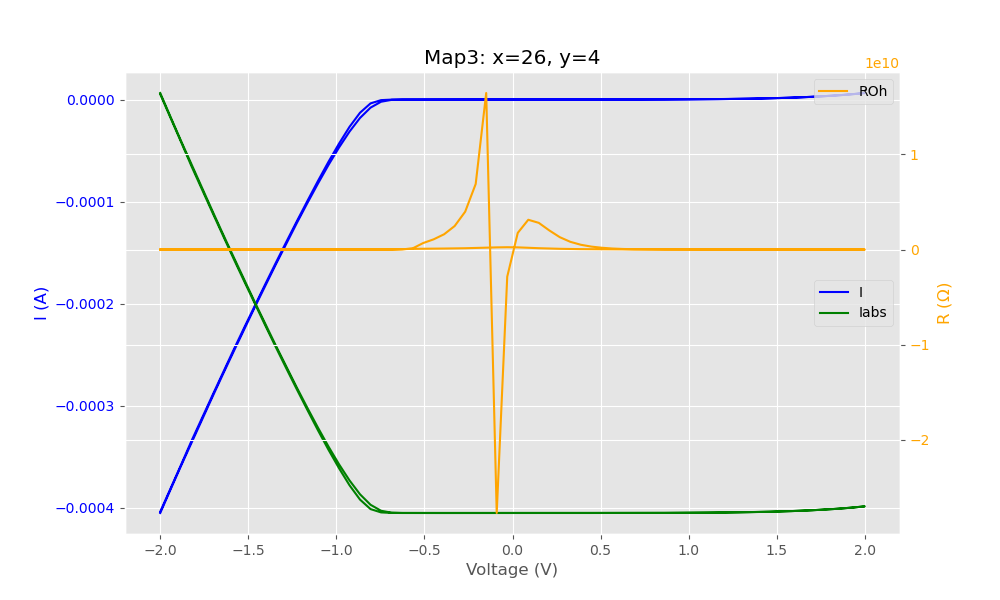 Map3: x=26, y=4
1e10
ROh
I
Iabs
I (A)
0.0000
−0.0001
−0.0002
−0.0003
−0.0004
1
0
−1
−2
R (Ω)
−2.0
−1.5
−1.0
−0.5
0.0
0.5
1.0
1.5
2.0
Voltage (V)